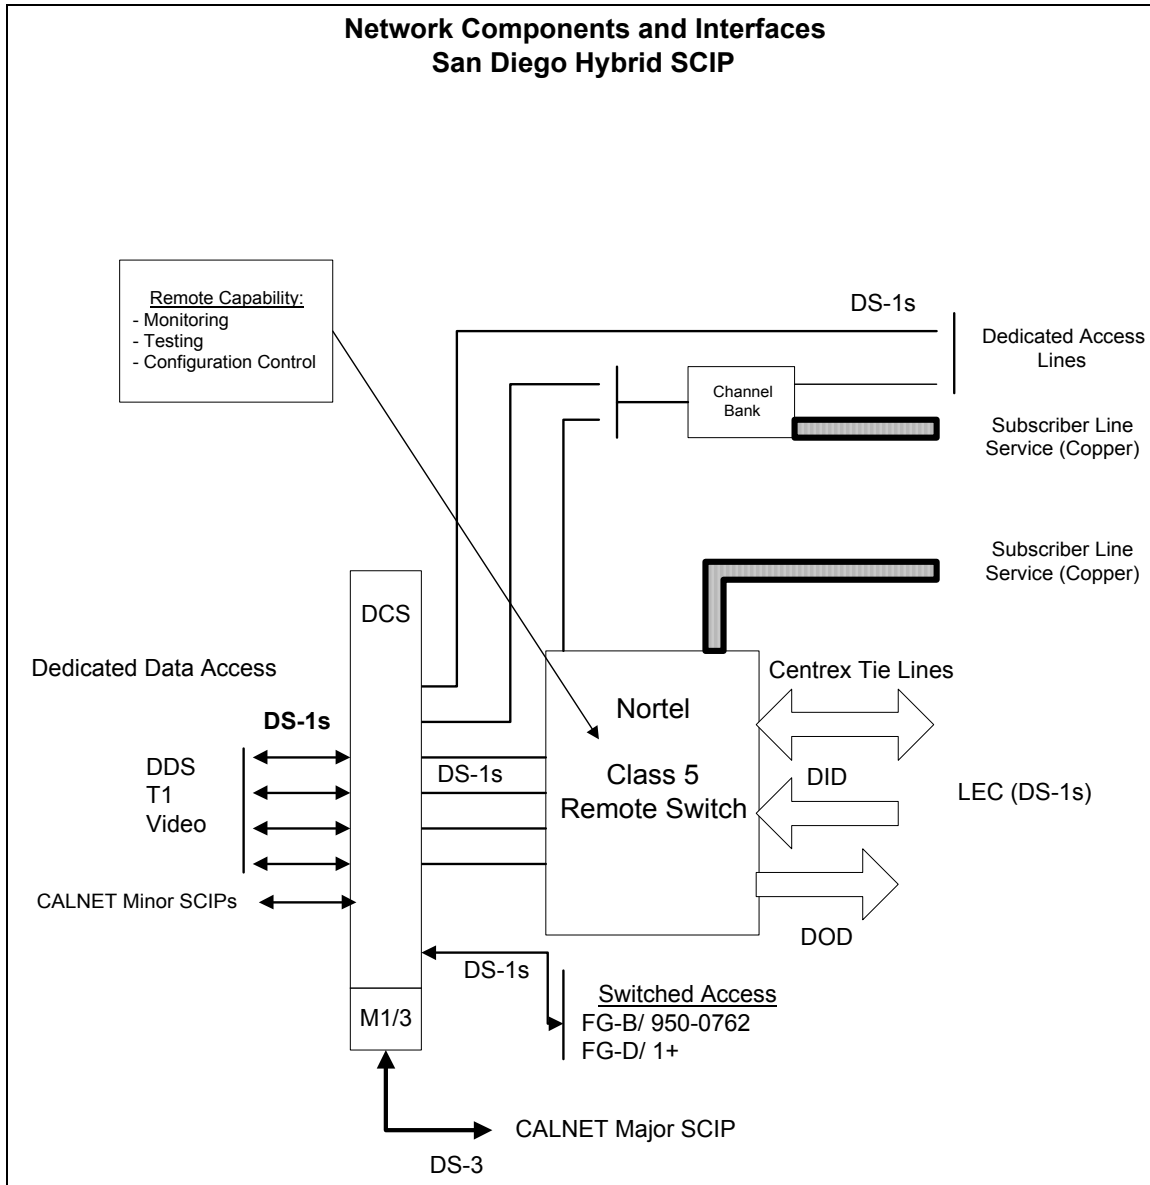 Network Components and Interfaces
San Diego Hybrid SCIP
Remote Capability:
- Monitoring
- Testing
- Configuration Control
DS-1s
Dedicated Access
Lines
Channel
Bank
Subscriber Line
Service (Copper)
Subscriber Line
Service (Copper)
DCS
Dedicated Data Access
DS-1s
DDS
T1
Video
CALNET Minor SCIPs
DS-1s
Nortel
Class 5
Remote Switch
Centrex Tie Lines
DID
LEC (DS-1s)
DOD
DS-1s
Switched Access
FG-B/ 950-0762
FG-D/ 1+
M1/3
CALNET Major SCIP
DS-3